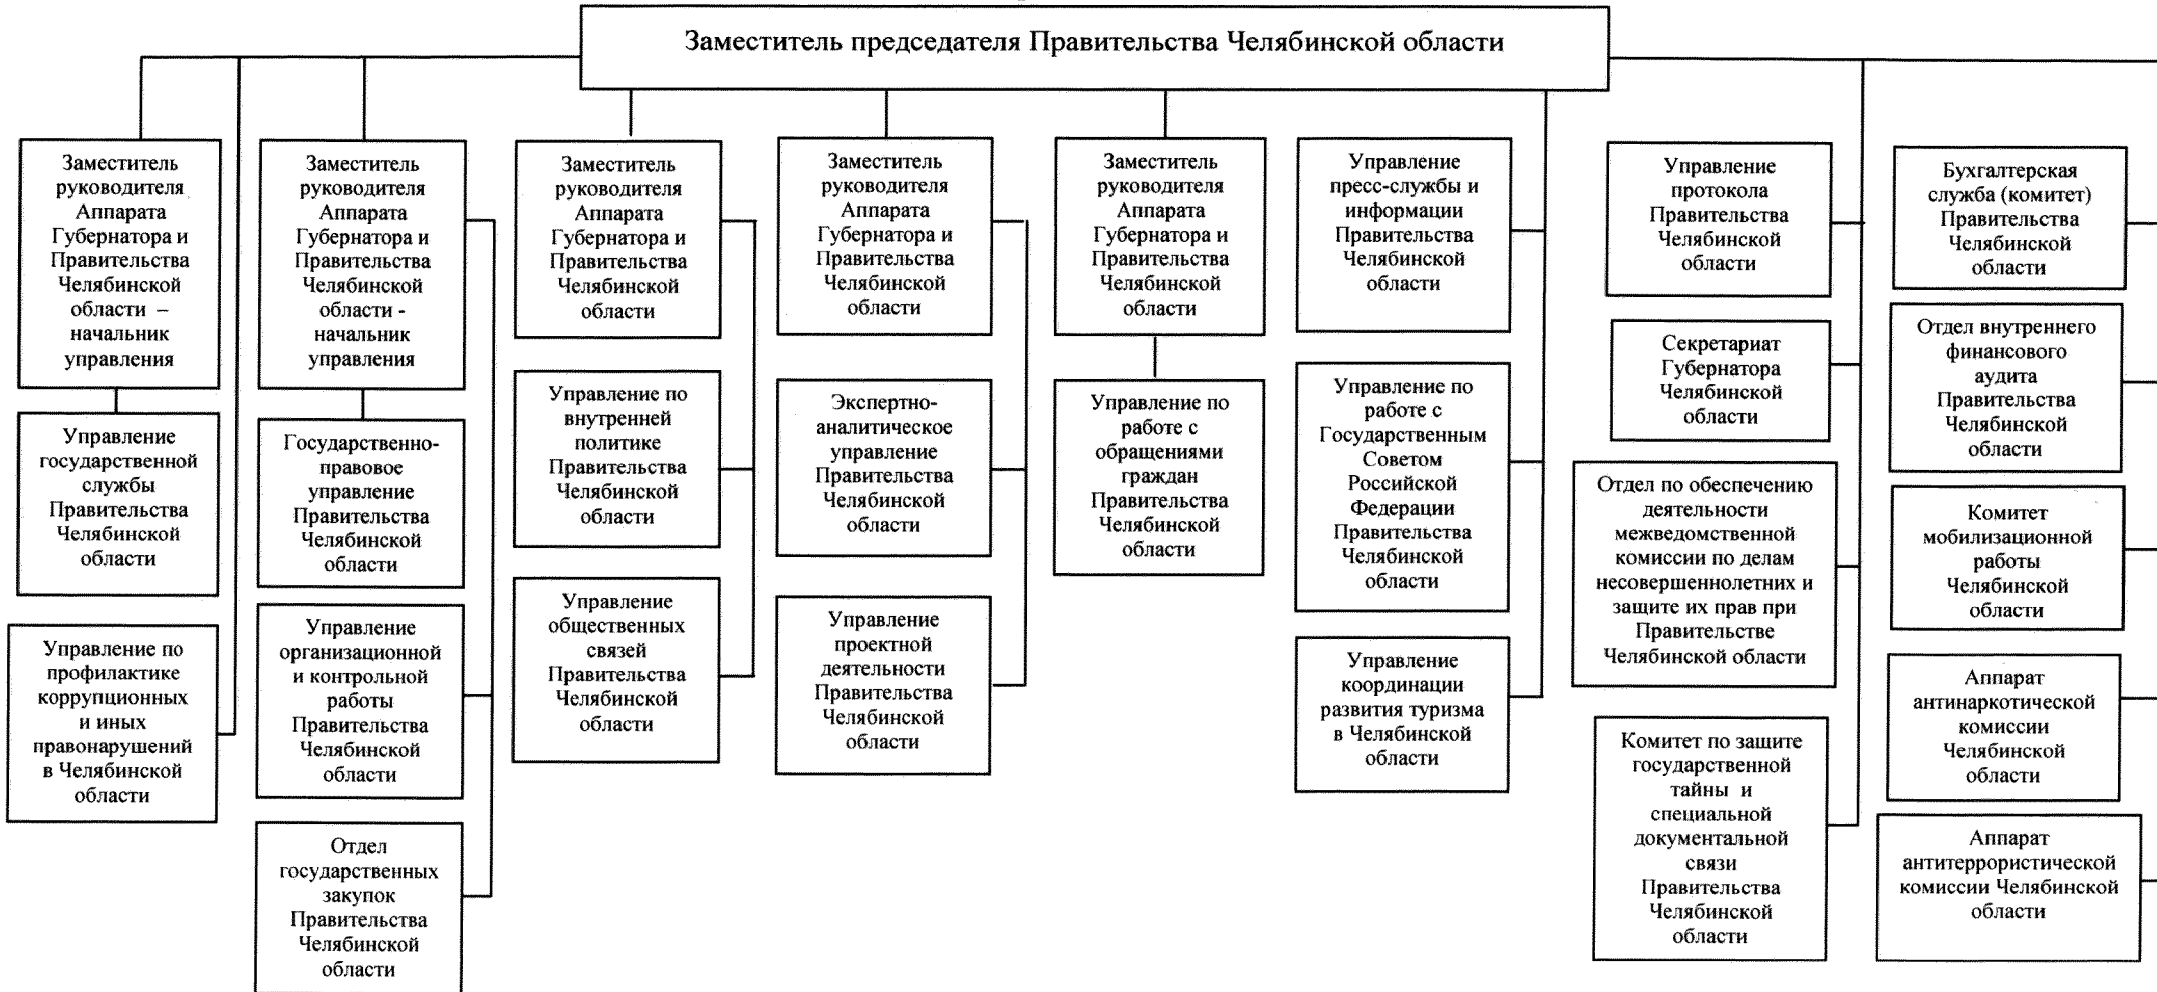 Заместитель председателя Правительства Челябинской области
Заместитель
руководителя
Аппарата
Губернатора и
Правительства
Челябинской
области –
начальник
управления
Управление
государственной
службы
Правительства
Челябинской
области
Управление по
профилактике
коррупционных
и иных
правонарушений
в Челябинской
области
Заместитель
руководителя
Аппарата
Губернатора и
Правительства
Челябинской
области -
начальник
управления
Государственно-
правовое
управление
Правительства
Челябинской
области
Управление
организационной
и контрольной
работы
Правительства
Челябинской
области
Отдел
государственных
закупок
Правительства
Челябинской
области
Заместитель
руководителя
Аппарата
Губернатора и
Правительства
Челябинской
области
Управление по
внутренней
политике
Правительства
Челябинской
области
Управление
общественных
связей
Правительства
Челябинской
области
Заместитель
руководителя
Аппарата
Губернатора и
Правительства
Челябинской
области
Экспертно-
аналитическое
управление
Правительства
Челябинской
области
Управление
проектной
деятельности
Правительства
Челябинской
области
Заместитель
руководителя
Аппарата
Губернатора и
Правительства
Челябинской
области
Управление по
работе с
обращениями
граждан
Правительства
Челябинской
области
Управление
пресс-службы и
информации
Правительства
Челябинской
области
Управление по
работе с
Государственным
Советом
Российской
Федерации
Правительства
Челябинской
области
Управление
координации
развития туризма
в Челябинской
области
Управление
протокола
Правительства
Челябинской
области
Секретариат
Губернатора
Челябинской
области
Отдел по обеспечению
деятельности
межведомственной
комиссии по делам
несовершеннолетних и
защите их прав при
Правительстве
Челябинской области
Комитет по защите
государственной
тайны и
специальной
документальной
связи
Правительства
Челябинской
области
Бухгалтерская
служба (комитет)
Правительства
Челябинской
области
Отдел внутреннего
финансового
аудита
Правительства
Челябинской
области
Комитет
мобилизационной
работы
Челябинской
области
Аппарат
антинаркотической
комиссии
Челябинской
области
Аппарат
антитеррористической
комиссии Челябинской
области